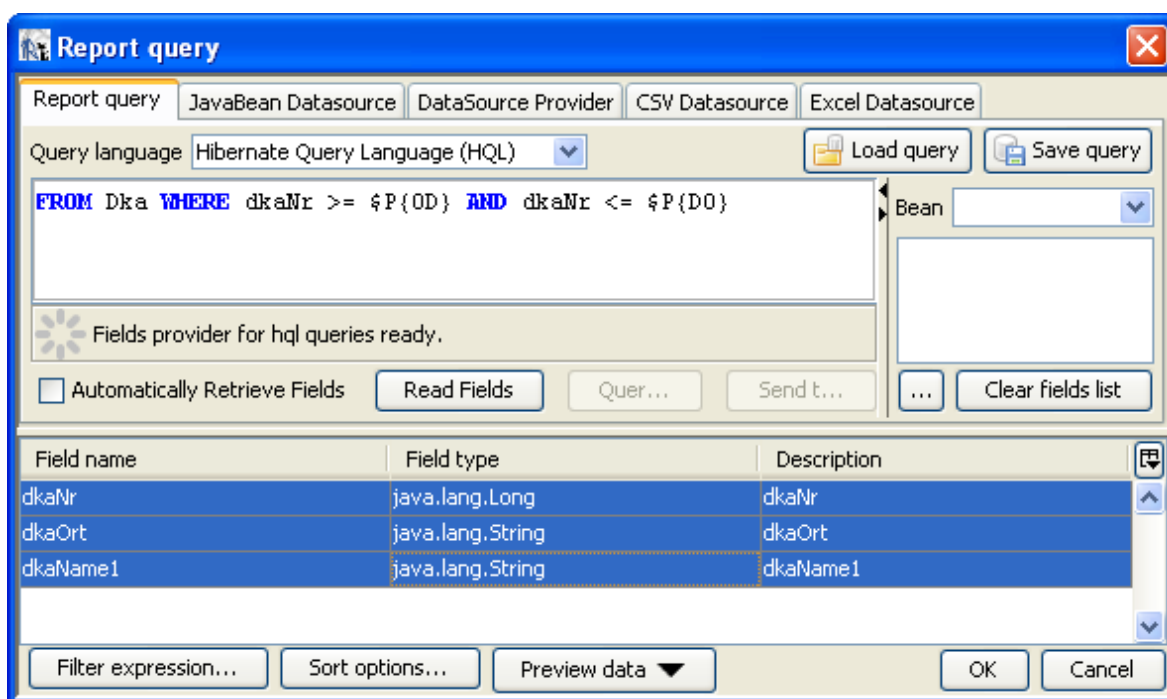 Report query
Report query JavaBean Datasource DataSource Provider CSV Datasource Excel Datasource
Query language Hibernate Query Language (HQL) Load query Save query
FROM Dka WHERE dkaNr >= $P{OD} AND dkaNr <= $P{DO}
Bean
Fields provider for hql queries ready.
Automatically Retrieve Fields Read Fields Quer... Send t... ... Clear fields list
Field name Field type Description
dkaNr java.lang.Long dkaNr
dkaOrt java.lang.String dkaOrt
dkaName1 java.lang.String dkaName1
Filter expression... Sort options... Preview data OK Cancel